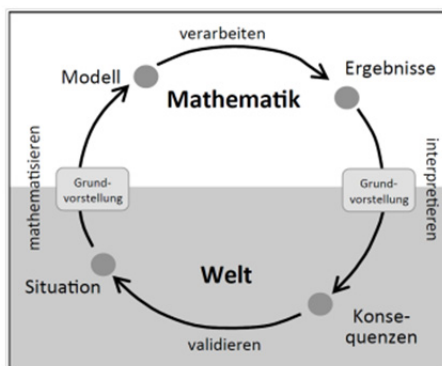 verarbeiten
Modell
Ergebnisse
Mathematik
mathematisieren
interpretieren
Grund-
vorstellung
Grund-
vorstellung
Welt
Situation
Konse-
quenzen
validieren